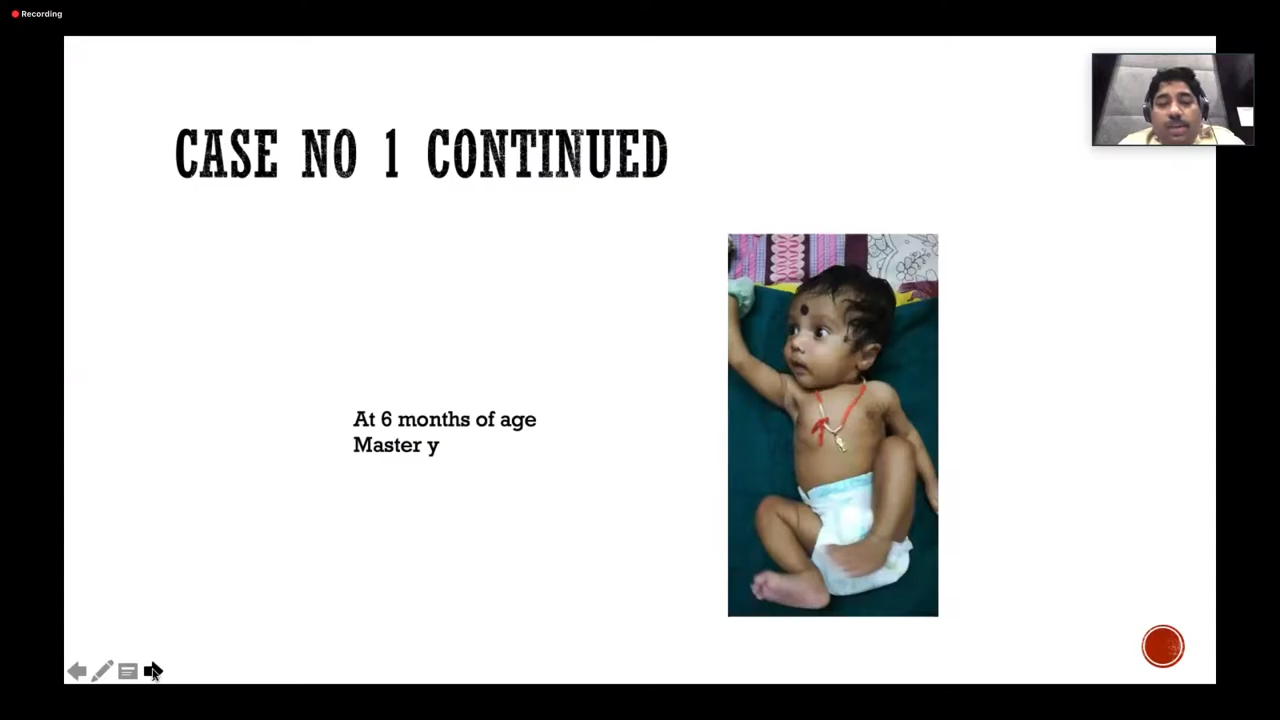 Recording
CASE NO 1 CONTINUED
At 6 months of age
Master y